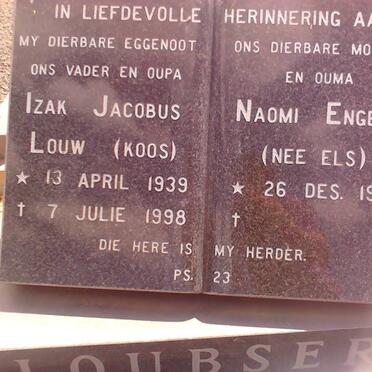 IN LIEFDEVOLLE HERINNERING
MY DIERBARE EGGENOOT
ONS VADER EN OUPA
IZAK JACOBUS
LOUW (KOOS)
★ 13 APRIL 1939
† 7 JULIE 1998
ONS DIERBARE
EN OUMA
NAOMI
(NEE ELS)
★ 26 DES.
†
DIE HERE IS MY HERDER.
PS. 23
LOUBSER